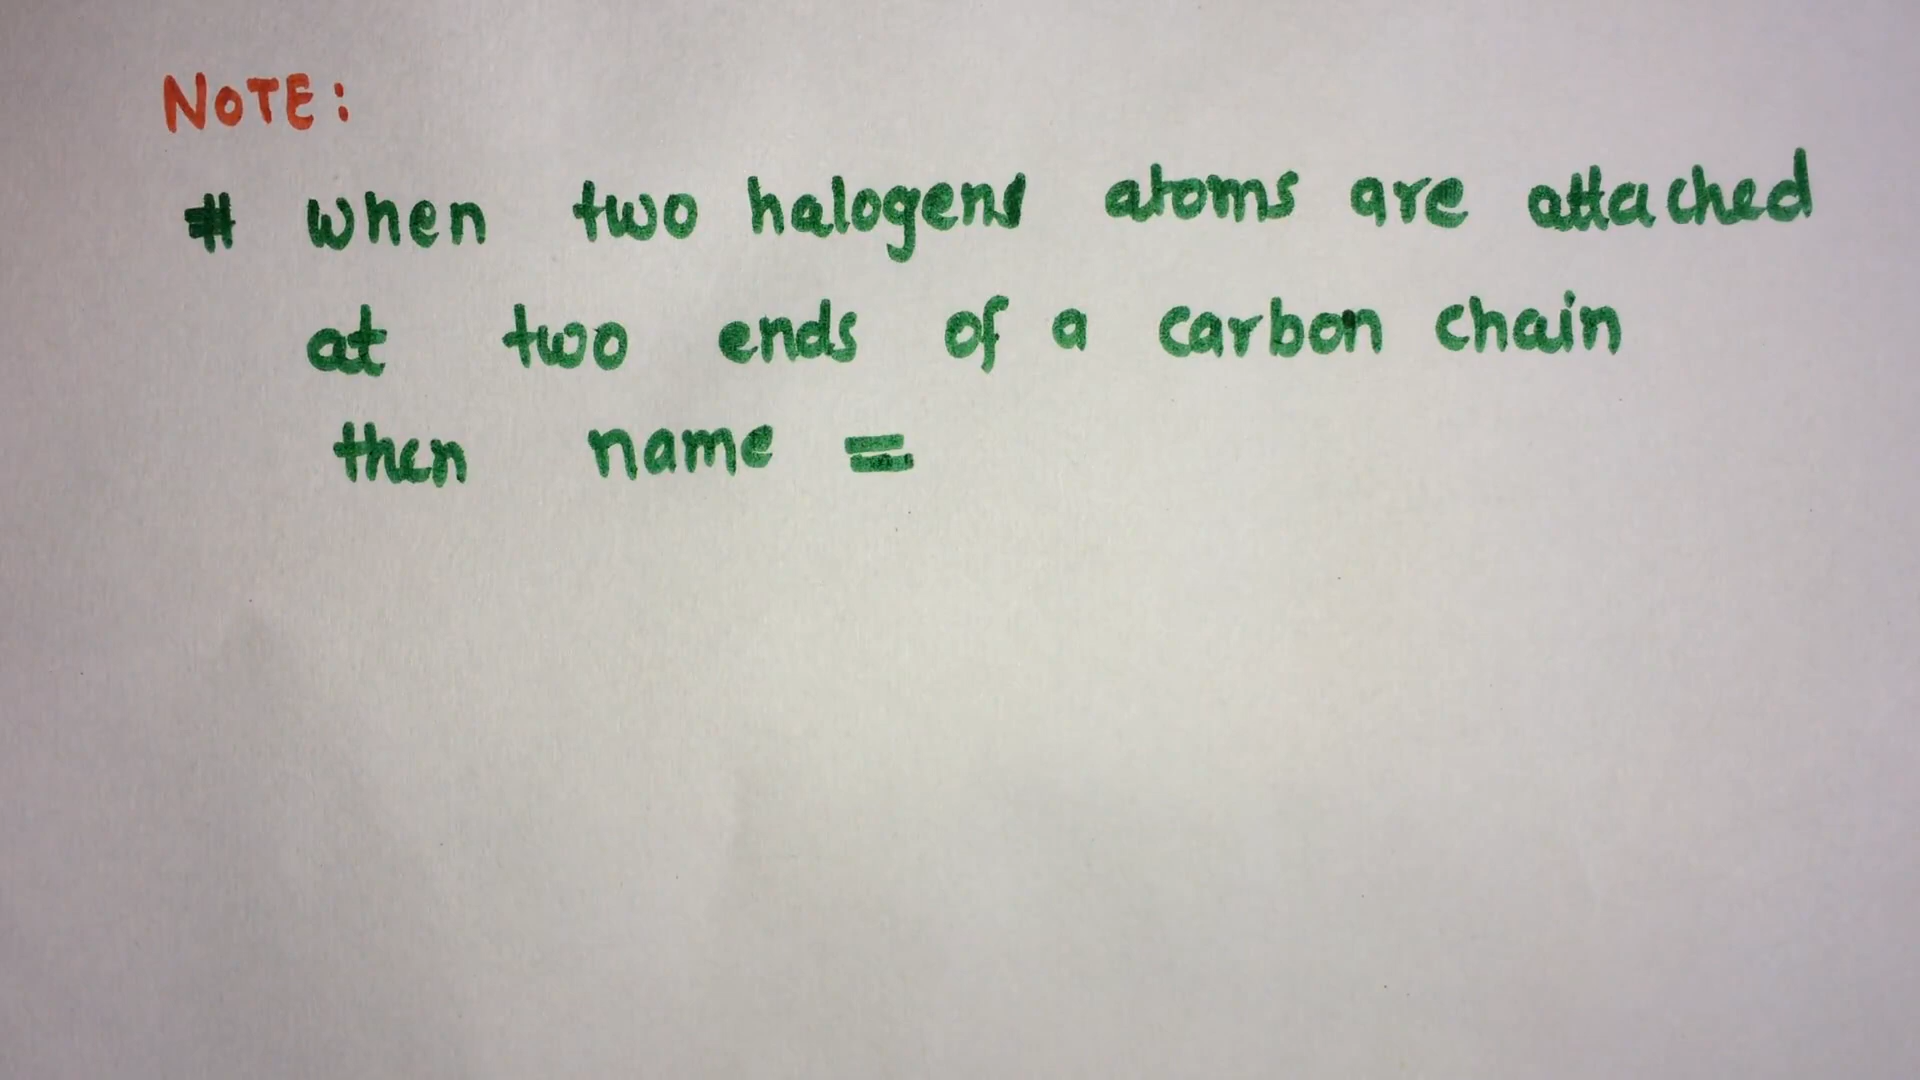 NOTE:
# when two halogens atoms are attached
at two ends of a carbon chain
then name =